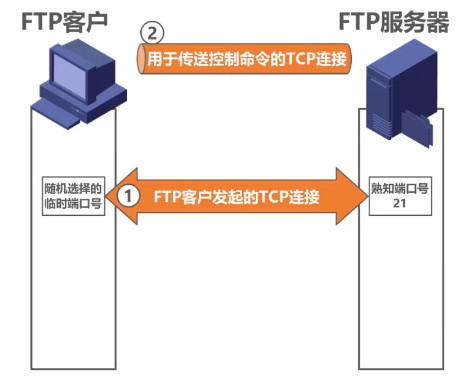 FTP客户
FTP服务器
②
用于传送控制命令的TCP连接
随机选择的
临时端口号
①
FTP客户发起的TCP连接
熟知端口号
21